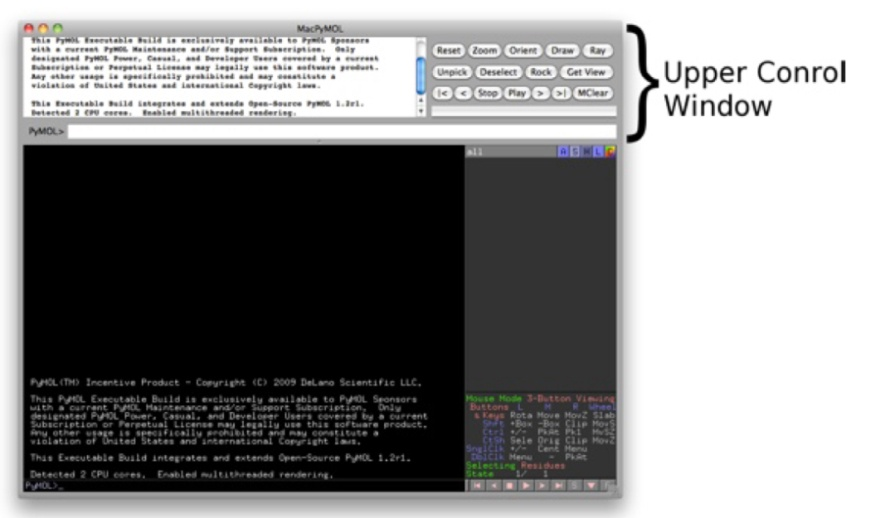 MacPyMOL
This PyMOL Executable Build is exclusively available to PyMOL Sponsors
with a current PyMOL Maintenance and/or Support Subscription. Only
designated PyMOL Power, Casual, and Developer Users covered by a current
Subscription or Perpetual License may legally use this software product.
Any other usage is specifically prohibited and may constitute a
violation of United States and international Copyright laws.
This Executable Build integrates and extends Open-Source PyMOL 1.2r1.
Detected 2 CPU cores. Enabled multithreaded rendering.
Reset Zoom Orient Draw Ray
Unpick Deselect Rock Get View
|< < Stop Play > >| MClear
Upper Conrol
Window
PyMOL>
all A S H L C
PyMOL(TM) Incentive Product - Copyright (C) 2009 DeLano Scientific LLC.
This PyMOL Executable Build is exclusively available to PyMOL Sponsors
with a current PyMOL Maintenance and/or Support Subscription. Only
designated PyMOL Power, Casual, and Developer Users covered by a current
Subscription or Perpetual License may legally use this software product.
Any other usage is specifically prohibited and may constitute a
violation of United States and international Copyright laws.
This Executable Build integrates and extends Open-Source PyMOL 1.2r1.
Detected 2 CPU cores. Enabled multithreaded rendering.
PyMOL>_
Mouse Mode 3-Button Viewing
Buttons L M R Wheel
& Keys Rota Move MovZ Slab
Shft +Box -Box Clip MovS
Ctrl +/- PkAt Pk1 MvSZ
CtSh Sele Orig Clip MovZ
SnglClk +/- Cent Menu
DblClk Menu - PkAt
Selecting Residues
State 1/ 1
S